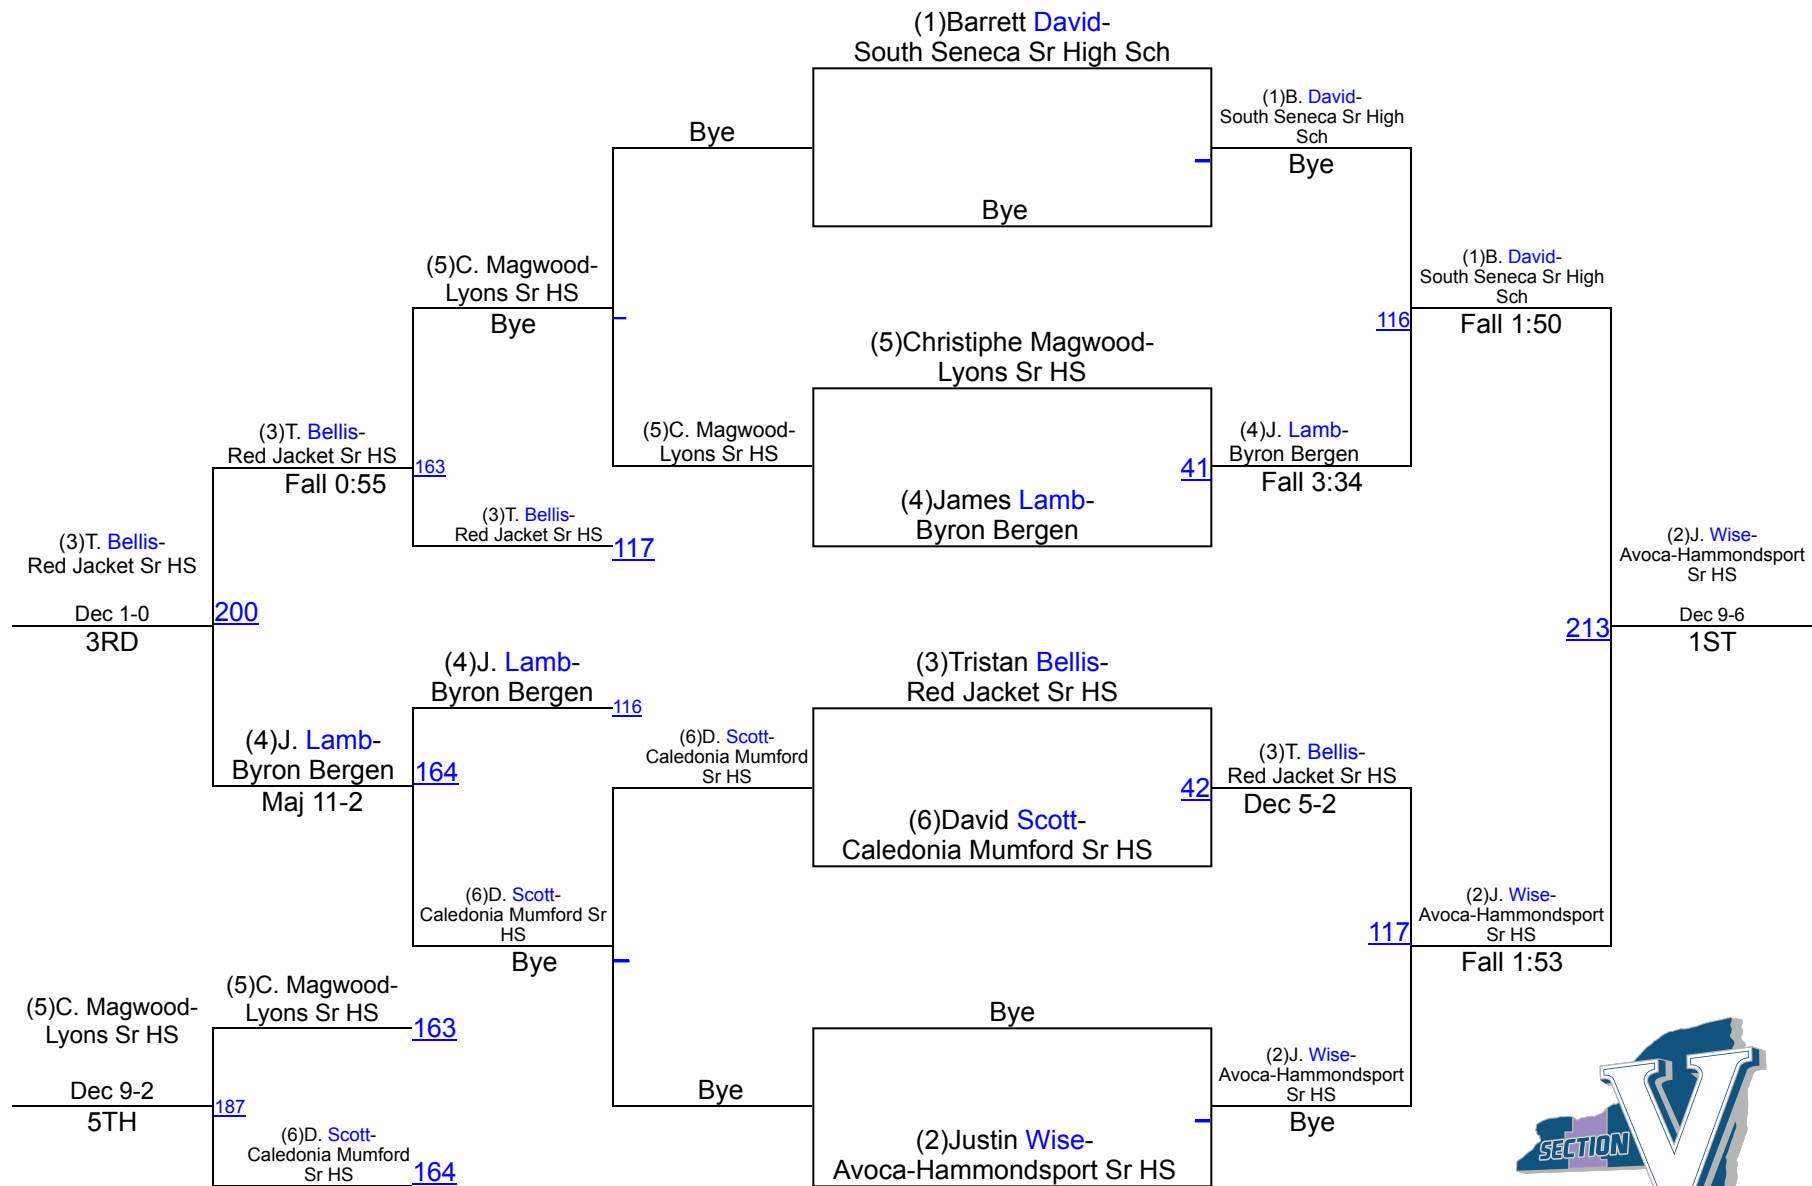 (1)Barrett David-
South Seneca Sr High Sch
(1)B. David-
South Seneca Sr High
Sch
Bye
Bye
Bye
(5)C. Magwood-
Lyons Sr HS
Bye
(1)B. David-
South Seneca Sr High
Sch
Fall 1:50
116
(5)Christiphe Magwood-
Lyons Sr HS
(3)T. Bellis-
Red Jacket Sr HS
Fall 0:55
163
(5)C. Magwood-
Lyons Sr HS
41
(4)J. Lamb-
Byron Bergen
Fall 3:34
(4)James Lamb-
Byron Bergen
(3)T. Bellis-
Red Jacket Sr HS
117
(3)T. Bellis-
Red Jacket Sr HS
Dec 1-0
3RD
200
(2)J. Wise-
Avoca-Hammondsport
Sr HS
Dec 9-6
1ST
213
(4)J. Lamb-
Byron Bergen
116
(3)Tristan Bellis-
Red Jacket Sr HS
(4)J. Lamb-
Byron Bergen
Maj 11-2
164
(6)D. Scott-
Caledonia Mumford
Sr HS
42
(3)T. Bellis-
Red Jacket Sr HS
Dec 5-2
(6)David Scott-
Caledonia Mumford Sr HS
(6)D. Scott-
Caledonia Mumford Sr
HS
Bye
117
(2)J. Wise-
Avoca-Hammondsport
Sr HS
Fall 1:53
(5)C. Magwood-
Lyons Sr HS
Dec 9-2
5TH
(5)C. Magwood-
Lyons Sr HS
163
187
(6)D. Scott-
Caledonia Mumford
Sr HS
164
Bye
Bye
(2)J. Wise-
Avoca-Hammondsport
Sr HS
Bye
(2)Justin Wise-
Avoca-Hammondsport Sr HS
SECTION V